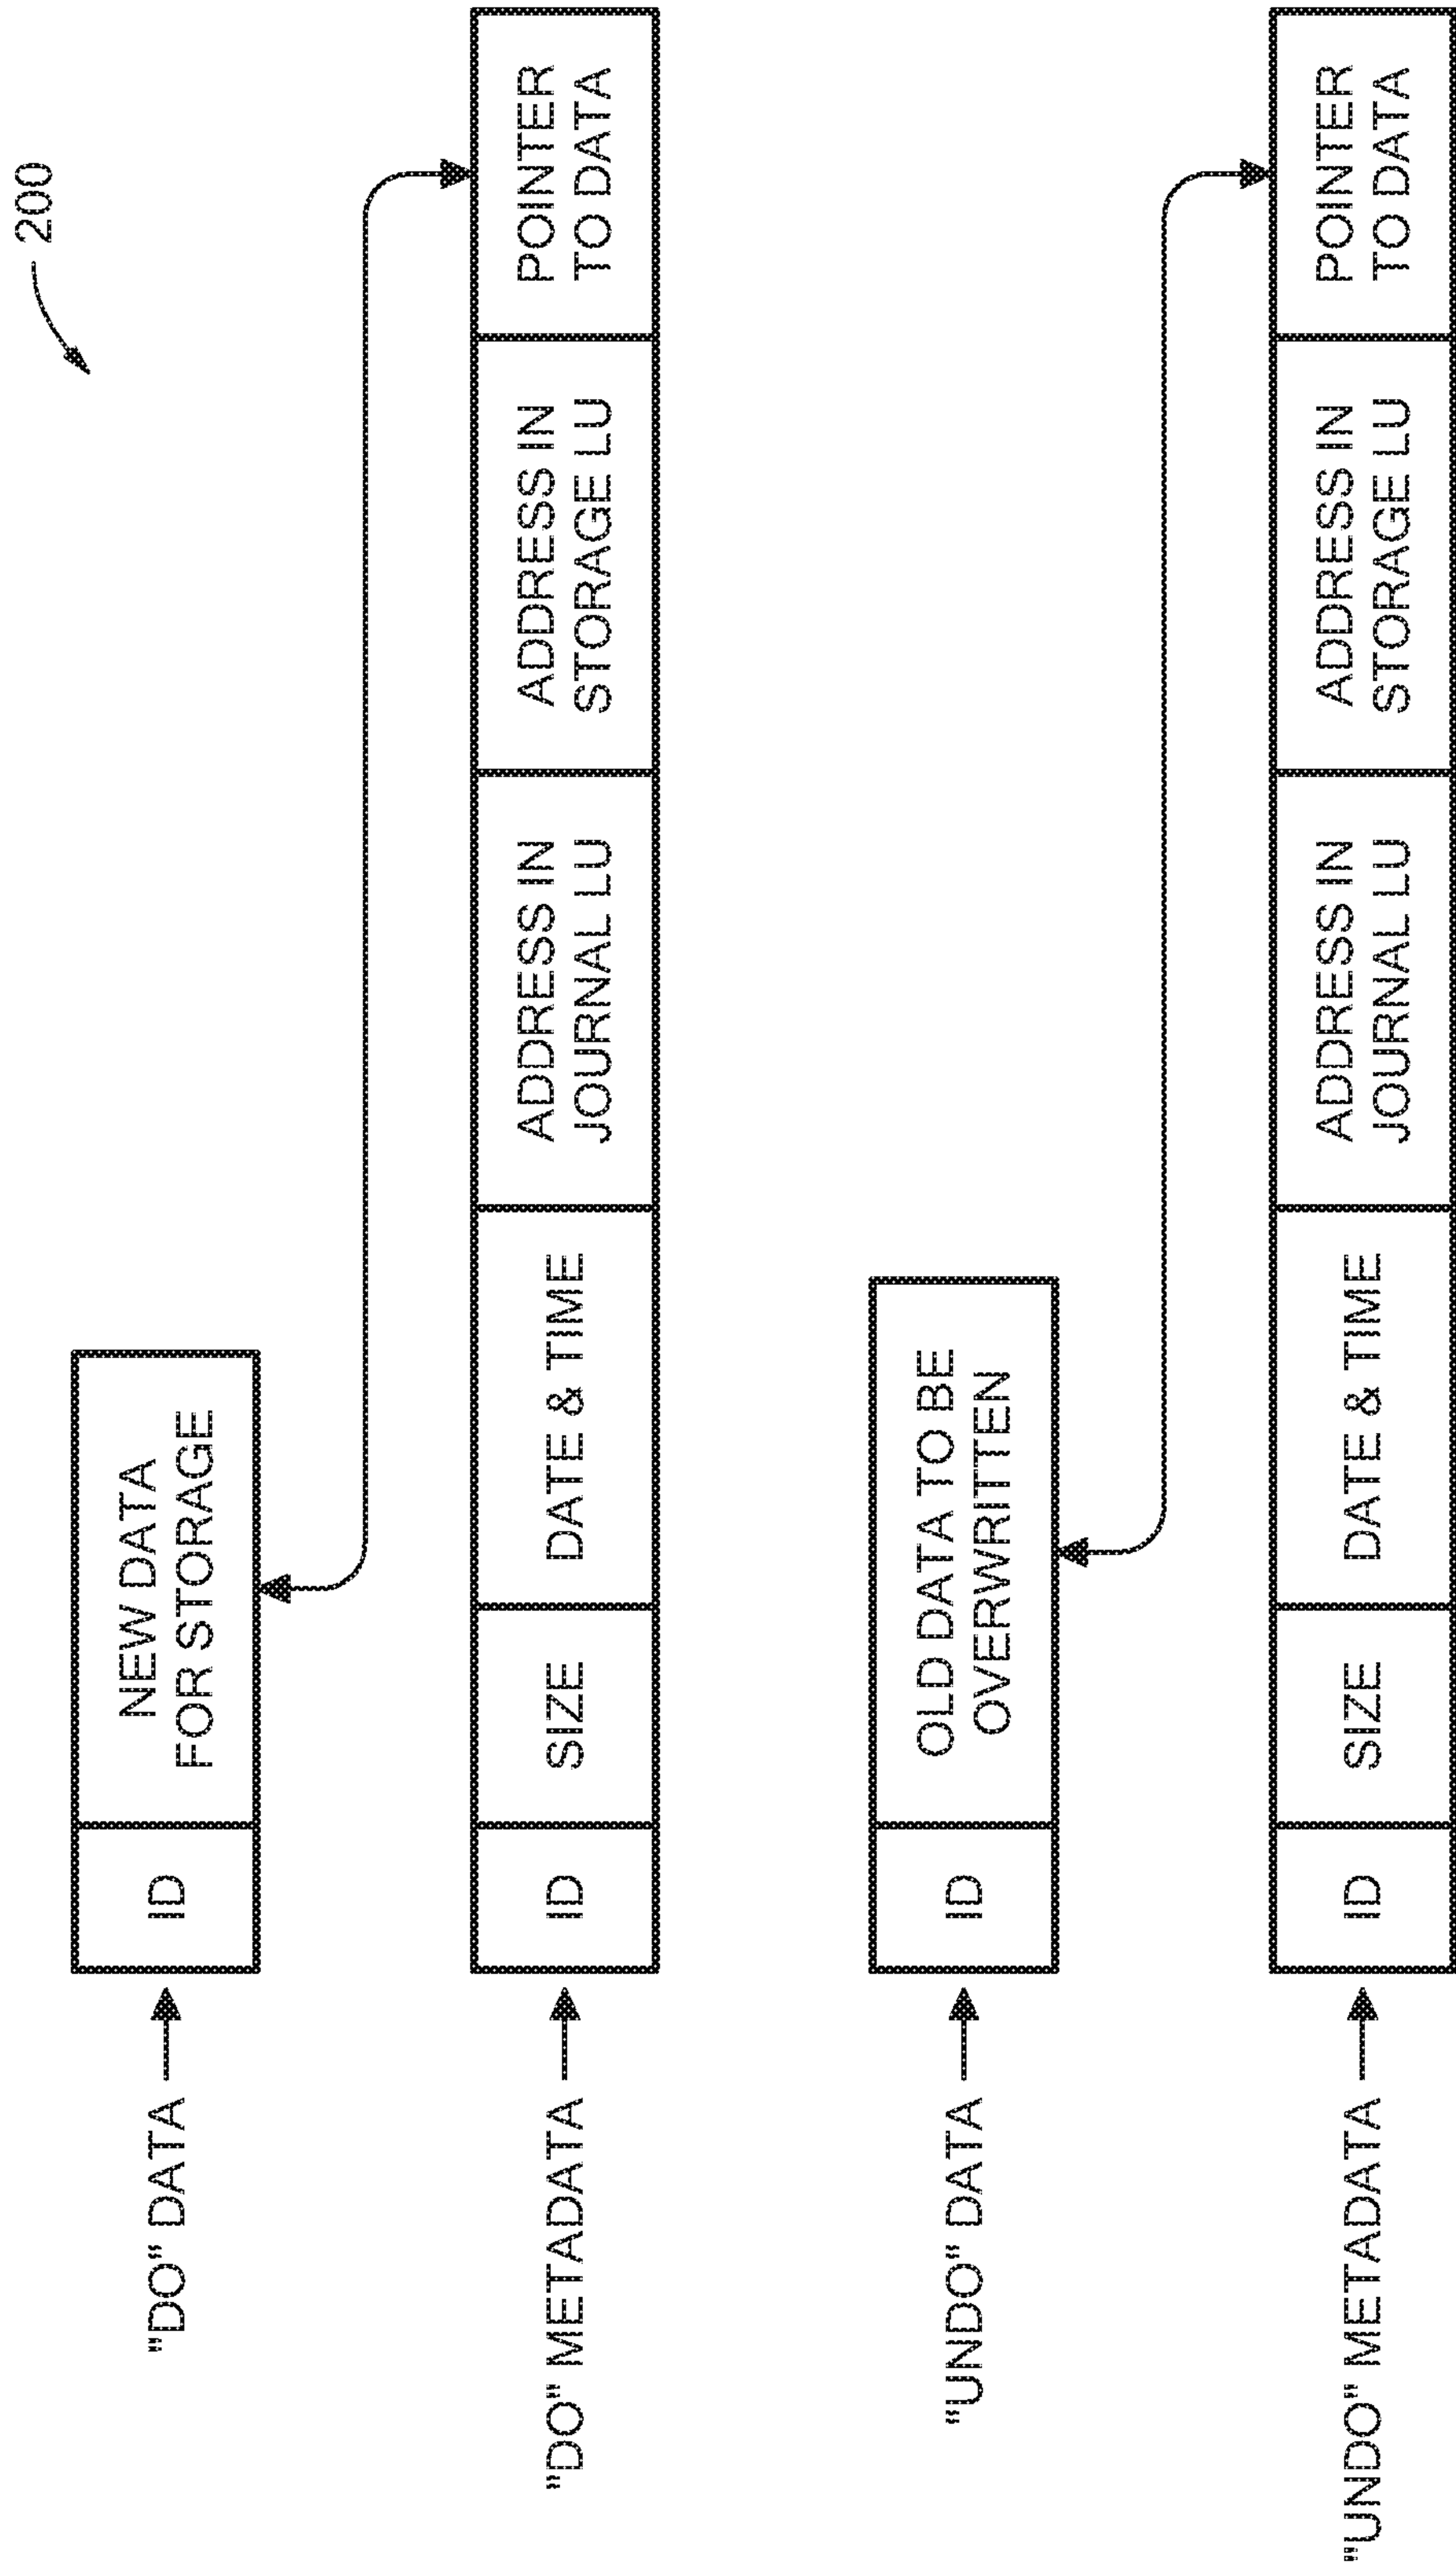 200
"DO" DATA
ID
NEW DATA
FOR STORAGE
"DO" METADATA
ID
SIZE
DATE & TIME
ADDRESS IN
JOURNAL LU
ADDRESS IN
STORAGE LU
POINTER
TO DATA
"UNDO" DATA
ID
OLD DATA TO BE
OVERWRITTEN
"UNDO" METADATA
ID
SIZE
DATE & TIME
ADDRESS IN
JOURNAL LU
ADDRESS IN
STORAGE LU
POINTER
TO DATA